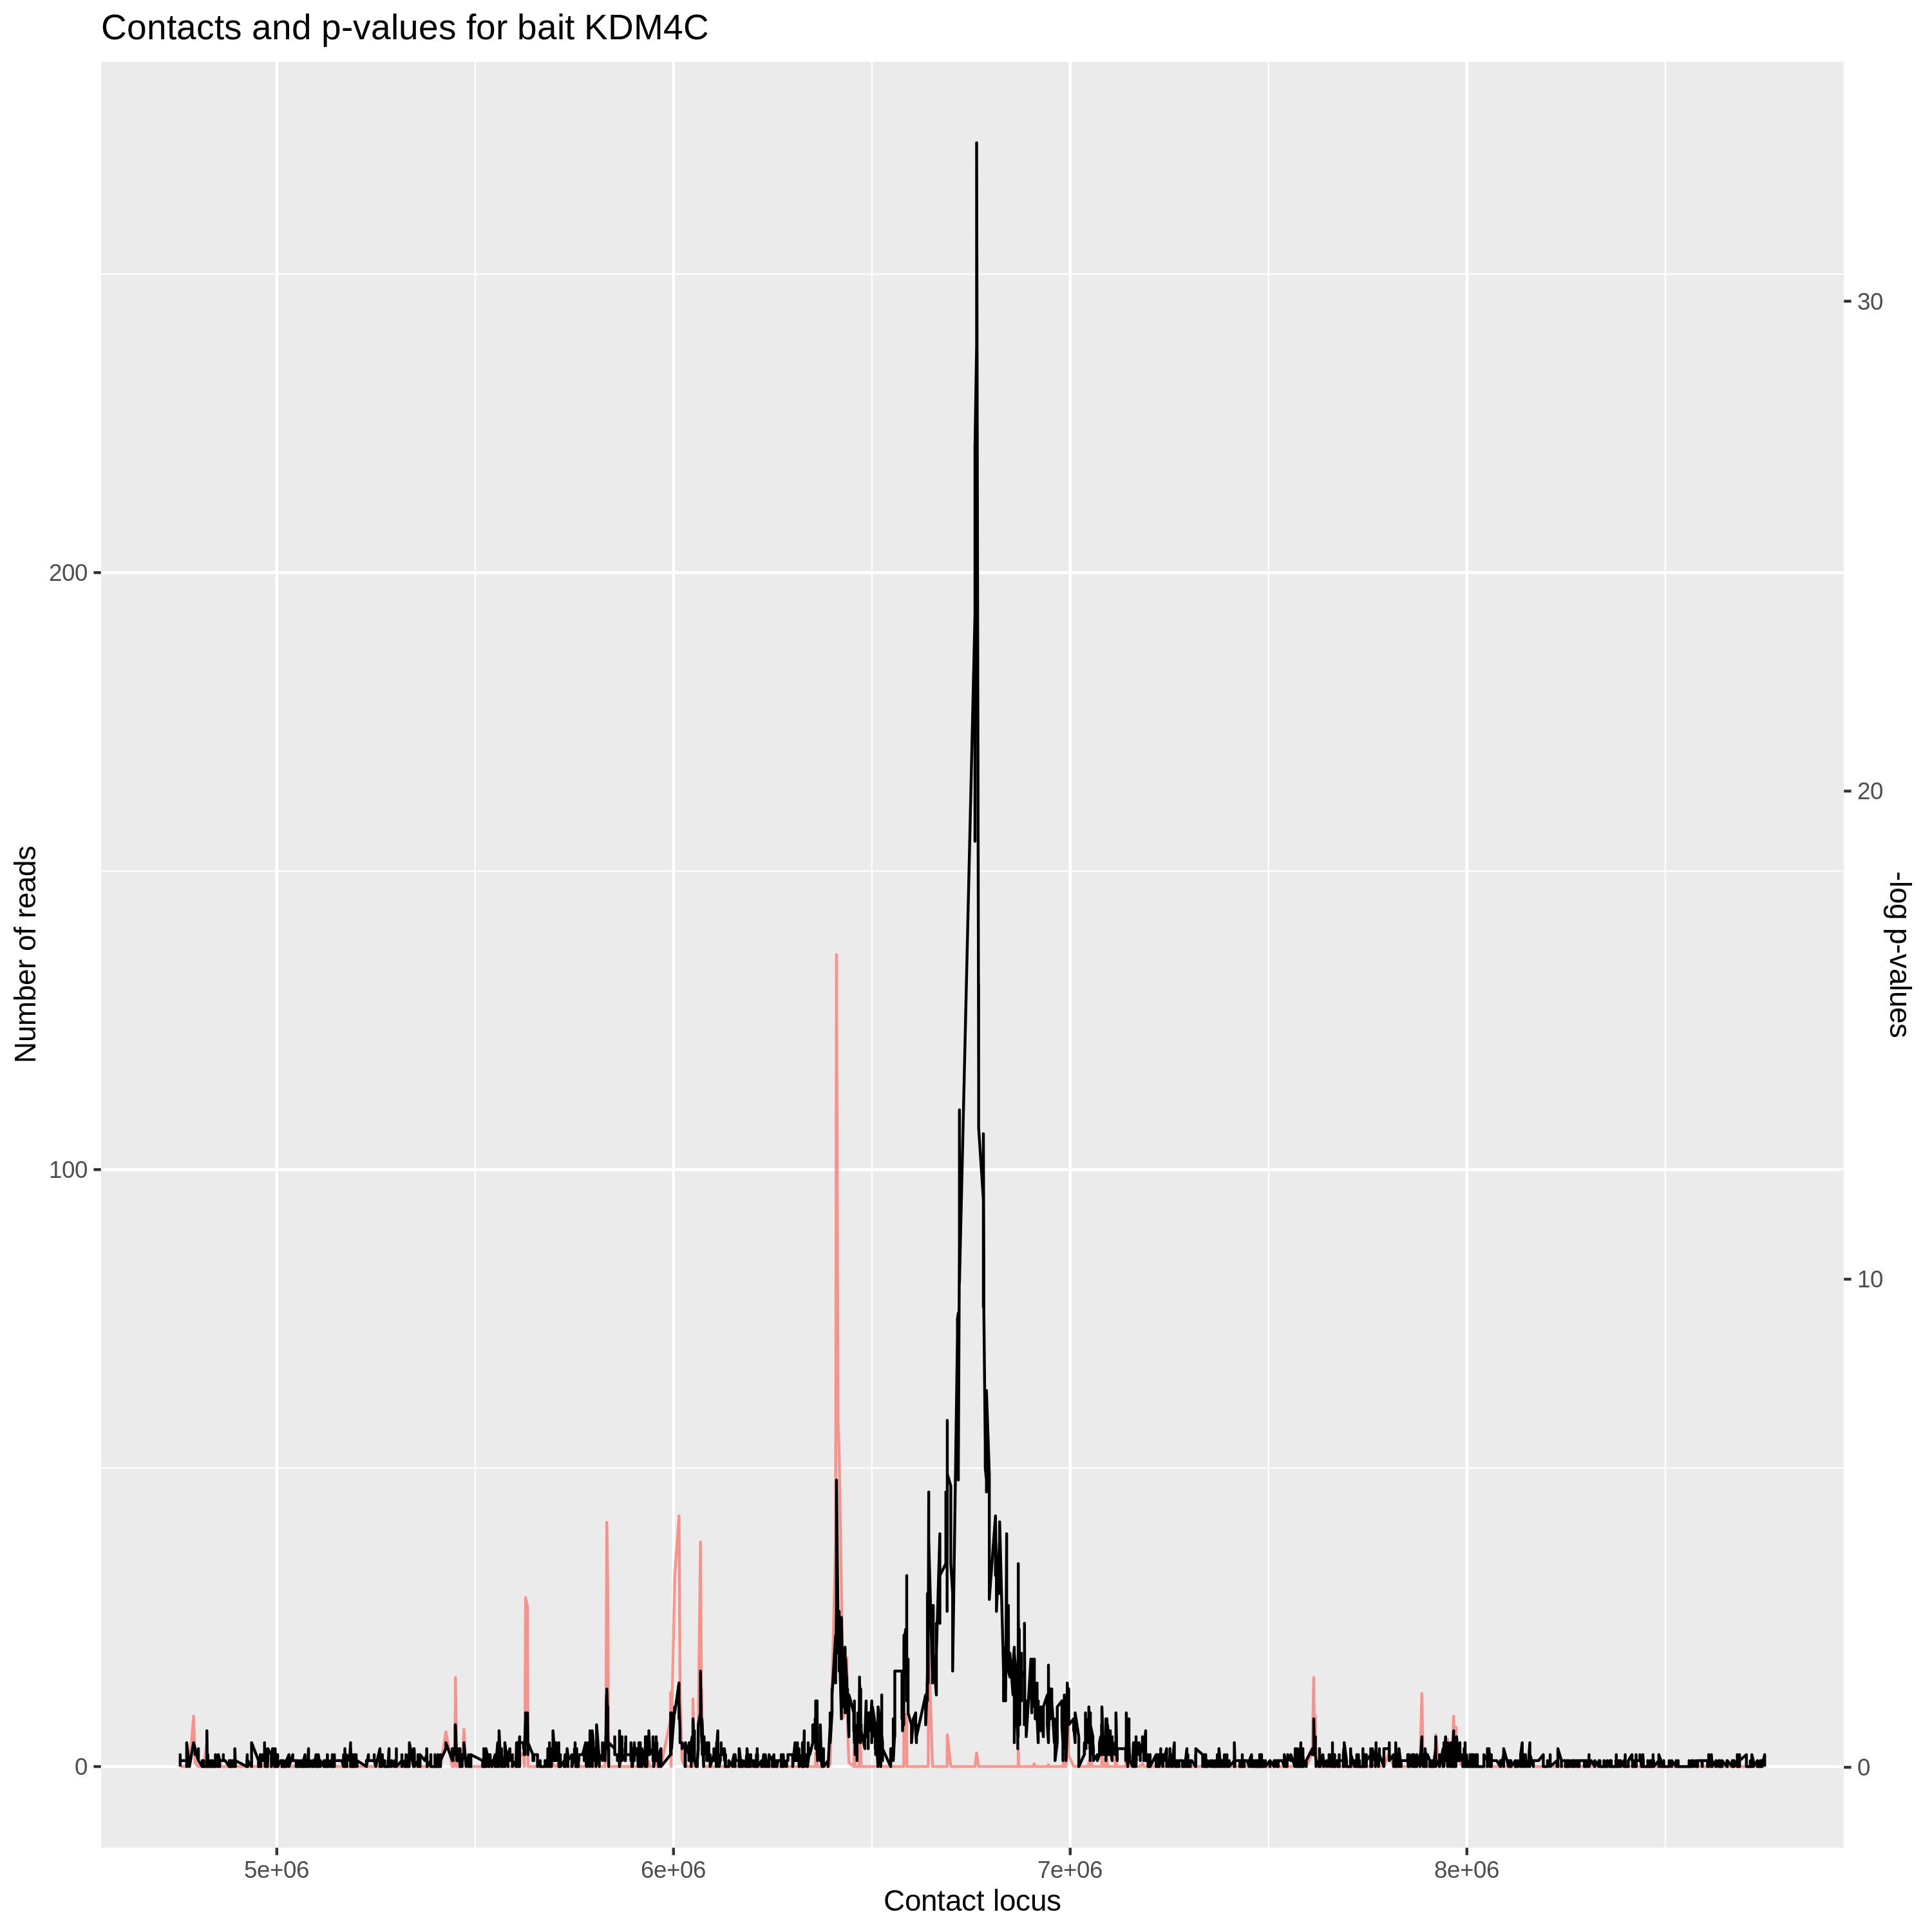 Contacts and p-values for bait KDM4C
Number of reads
200
100
0
30
20
10
0
-log p-values
5e+06
6e+06
7e+06
8e+06
Contact locus